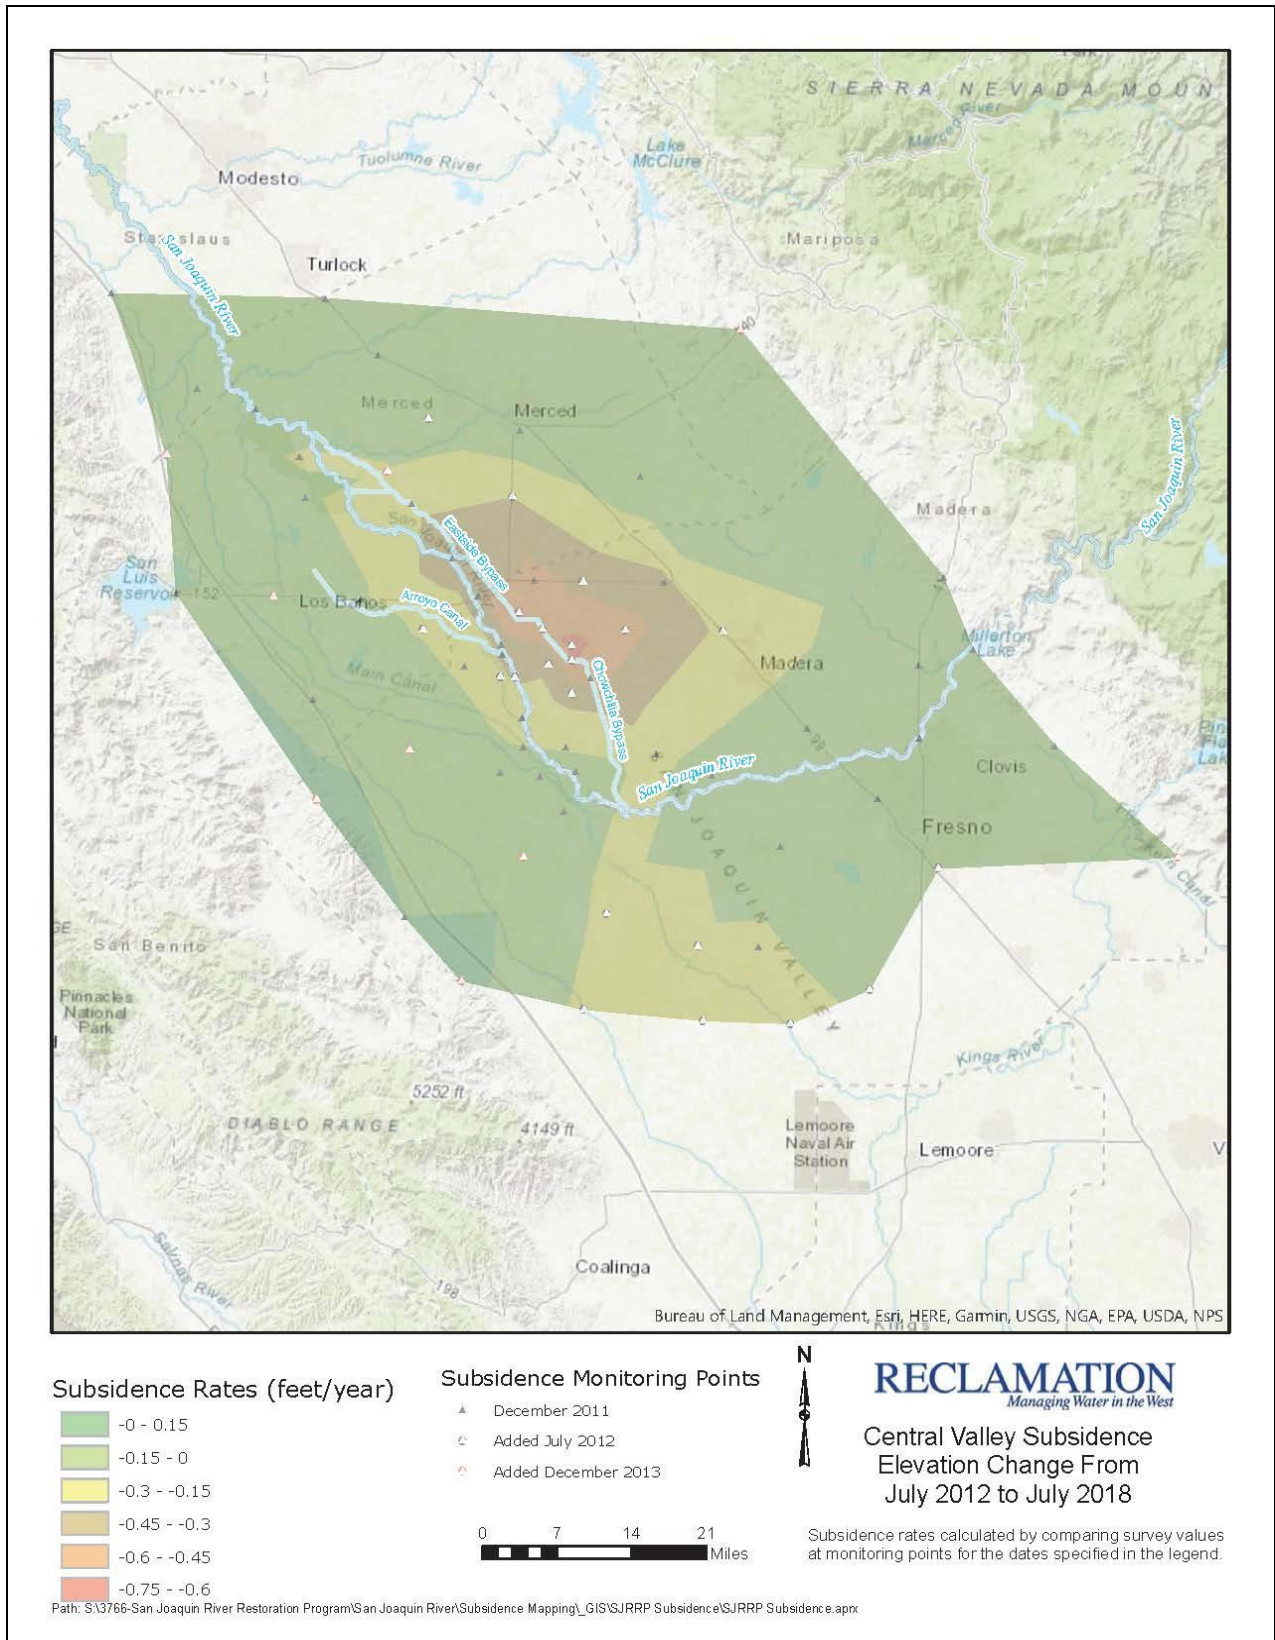 SIERRA NEVADA MOUN
Merced River
Lake
McClure
Tuolumne River
Modesto
Stanislaus
San Joaquin River
Mariposa
Turlock
140
Merced
Merced
San Joaquin River
Madera
Eastside Bypass
San
Luis
Reservoir
152
Los Baños
Arroyo Canal
Millerton
Lake
Madera
Main Canal
Chowchilla Bypass
San Joaquin River
99
Clovis
Fresno
JOAQUIN VALLEY
San Benito
Pinnacles
National
Park
Kings River
5252 ft
DIABLO RANGE
4149 ft
Lemoore
Naval Air
Station
Lemoore
V
Salinas River
Coalinga
198
Bureau of Land Management, Esri, HERE, Garmin, USGS, NGA, EPA, USDA, NPS
Kings
Subsidence Rates (feet/year)
-0 - 0.15
-0.15 - 0
-0.3 - -0.15
-0.45 - -0.3
-0.6 - -0.45
-0.75 - -0.6
Subsidence Monitoring Points
December 2011
Added July 2012
Added December 2013
0 7 14 21
Miles
N
RECLAMATION
Managing Water in the West
Central Valley Subsidence
Elevation Change From
July 2012 to July 2018
Subsidence rates calculated by comparing survey values
at monitoring points for the dates specified in the legend.
Path: S:\3766-San Joaquin River Restoration Program\San Joaquin River\Subsidence Mapping\_GIS\SJRRP Subsidence\SJRRP Subsidence.aprx